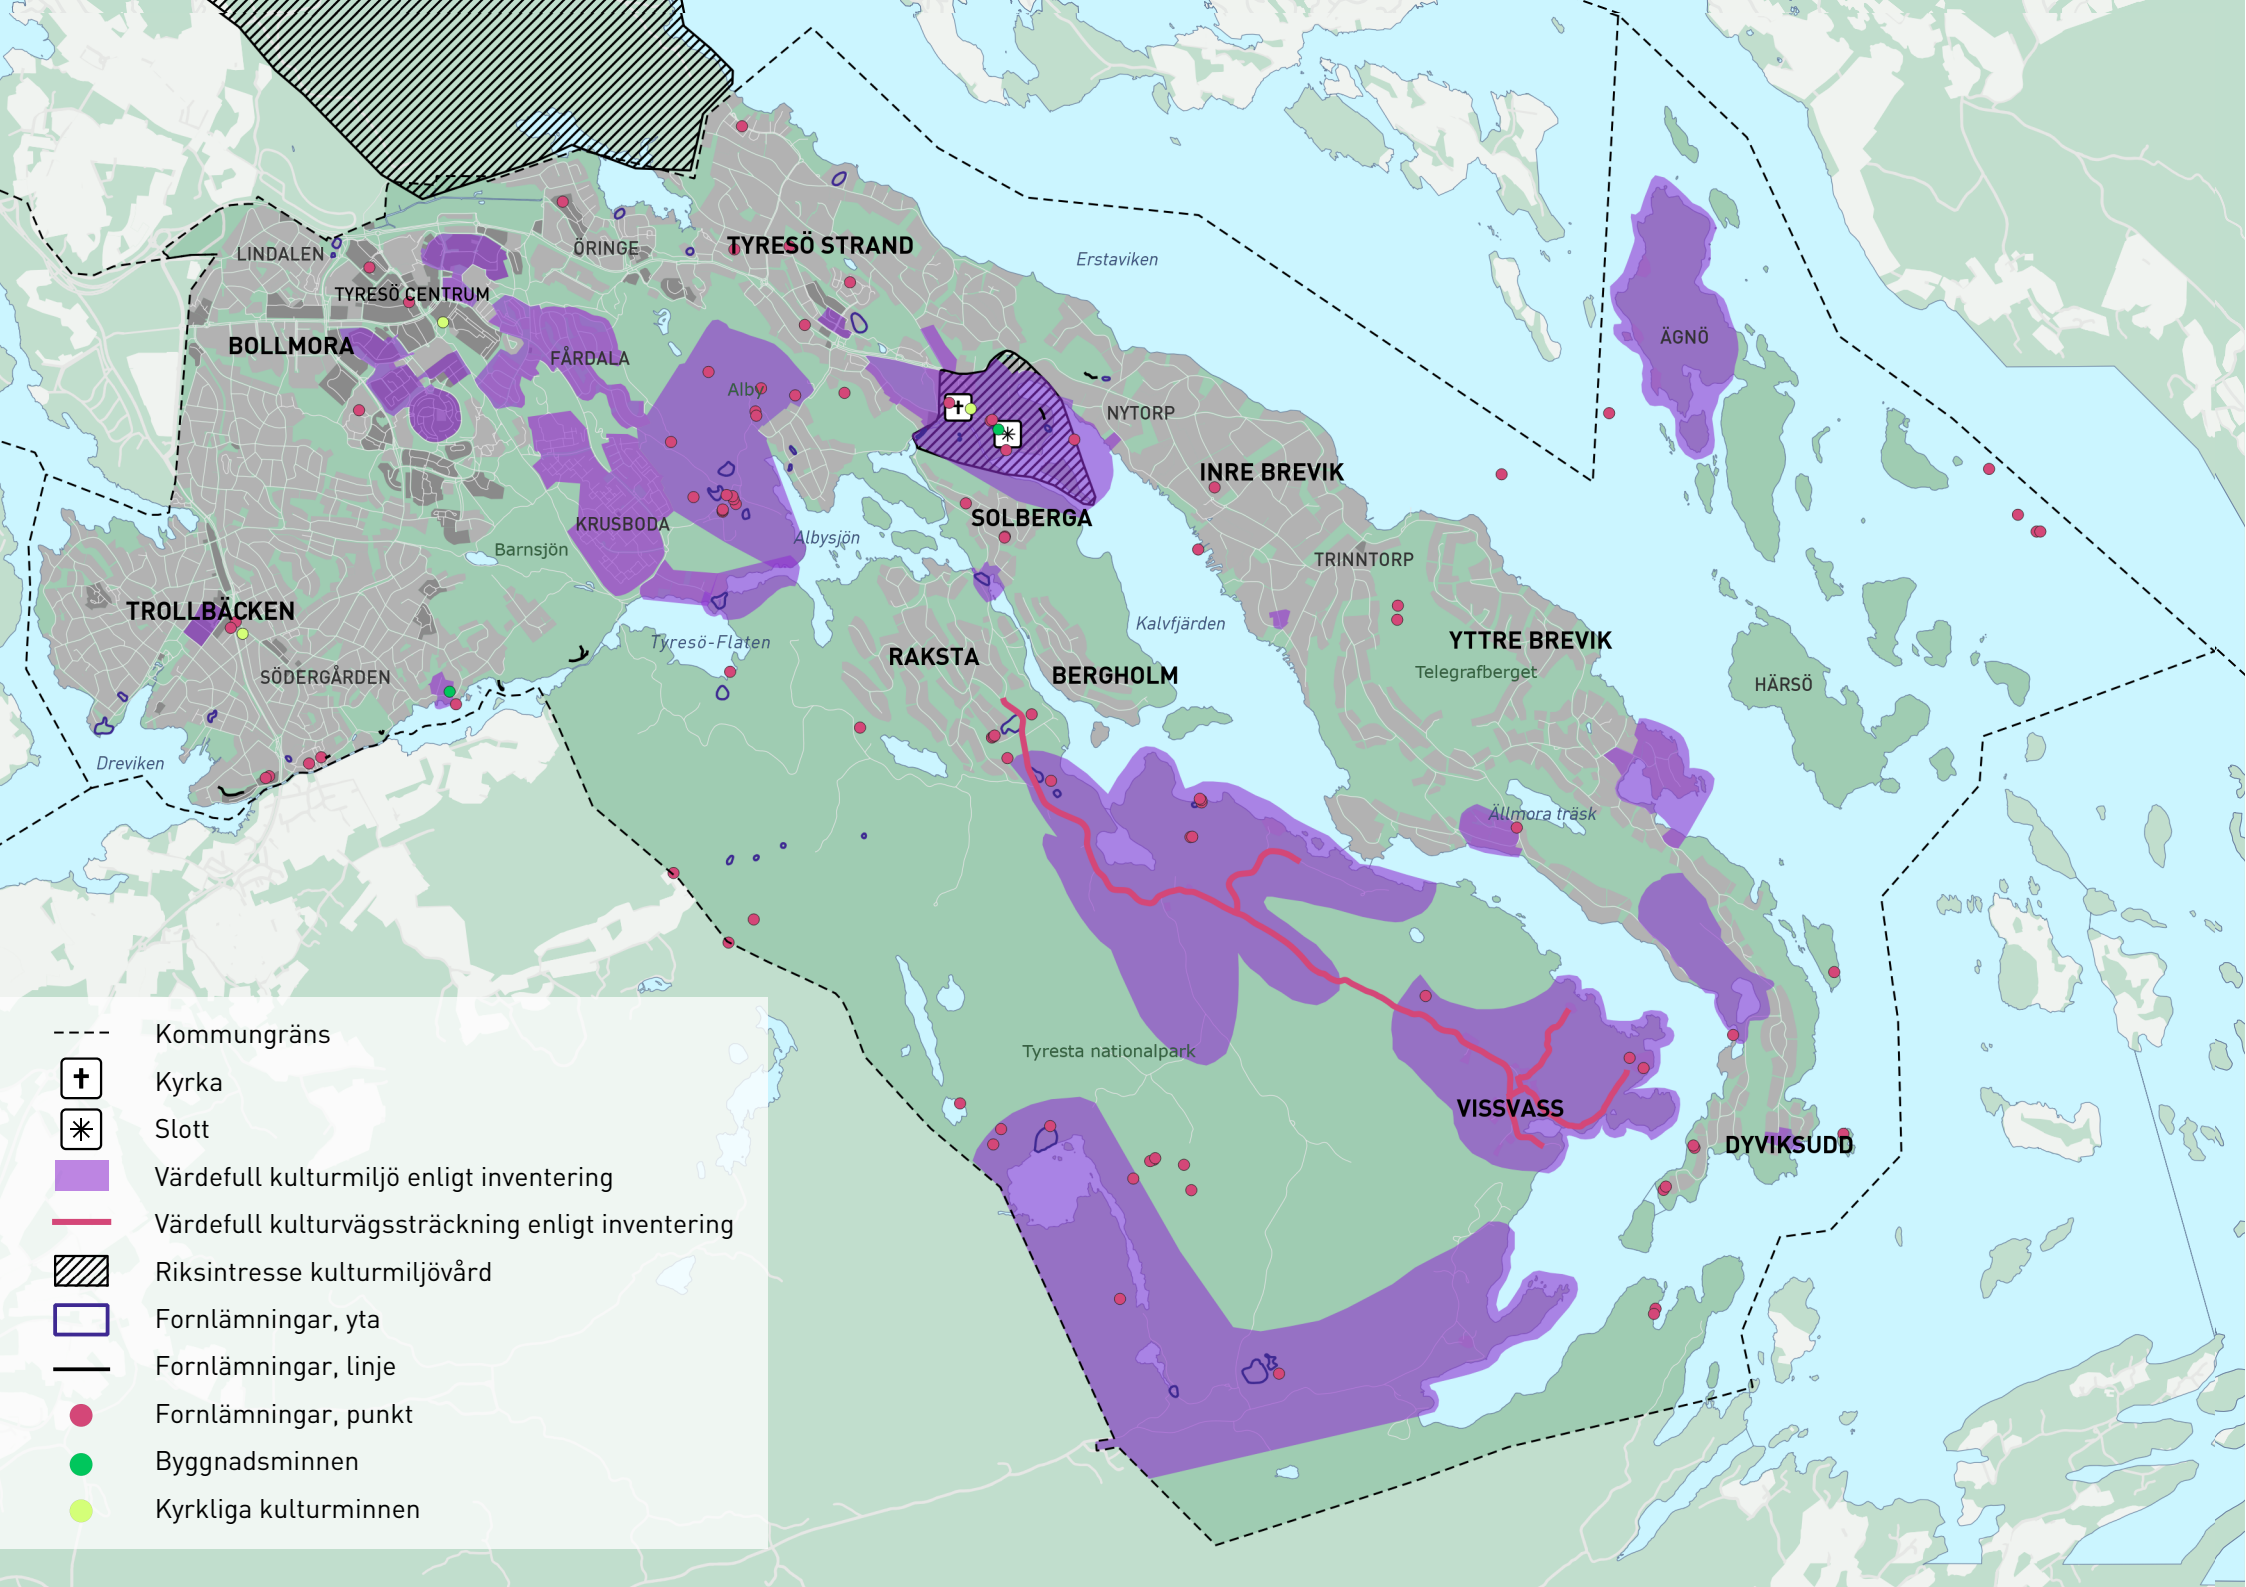 Erstaviken
LINDALEN
ÖRINGE
TYRESÖ STRAND
TYRESÖ CENTRUM
ÄGNÖ
BOLLMORA
FÅRDALA
Alby
NYTORP
INRE BREVIK
SOLBERGA
KRUSBODA
Albysjön
Barnsjön
TRINNTORP
TROLLBÄCKEN
Kalvfjärden
Tyresö-Flaten
YTTRE BREVIK
RAKSTA
BERGHOLM
Telegrafberget
SÖDERGÅRDEN
HÄRSÖ
Dreviken
Ällmora träsk
Tyresta nationalpark
VISSVASS
DYVIKSUDD
Kommungräns
Kyrka
Slott
Värdefull kulturmiljö enligt inventering
Värdefull kulturvägssträckning enligt inventering
Riksintresse kulturmiljövård
Fornlämningar, yta
Fornlämningar, linje
Fornlämningar, punkt
Byggnadsminnen
Kyrkliga kulturminnen